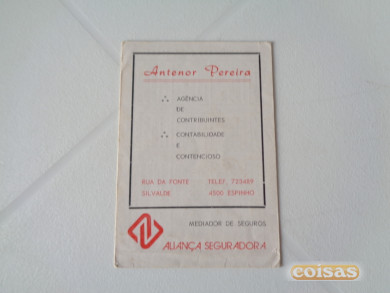 Antenor Pereira
∴ AGÊNCIA
DE
CONTRIBUINTES
∴ CONTABILIDADE
E
CONTENCIOSO
RUA DA FONTE TELEF. 723469
SILVALDE 4500 ESPINHO
MEDIADOR DE SEGUROS
ALIANÇA SEGURADORA
coisas